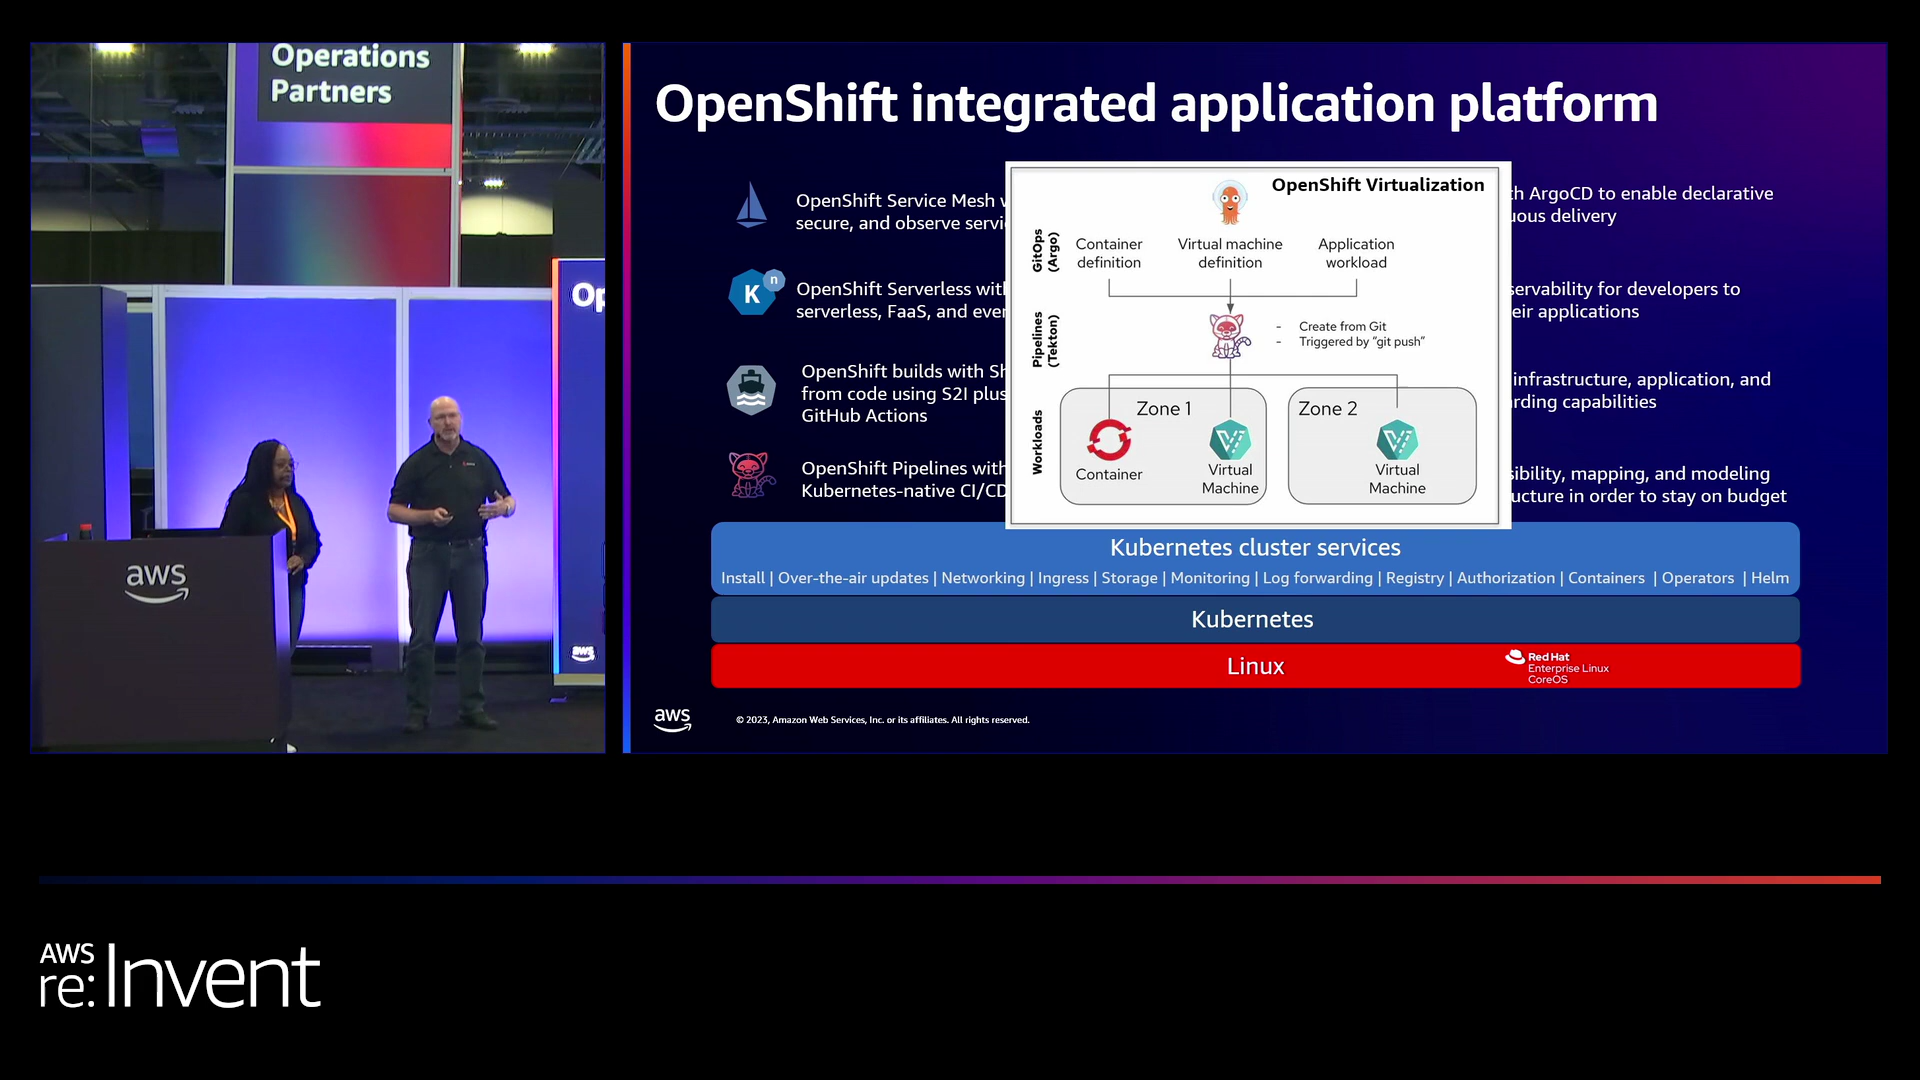 Operations
Partners
Op
aws
aws
OpenShift integrated application platform
OpenShift Service Mesh
secure, and observe servi
OpenShift Serverless wit
serverless, FaaS, and eve
OpenShift builds with Sh
from code using S2I plus
GitHub Actions
OpenShift Pipelines with
Kubernetes-native CI/CD
K
n
OpenShift Virtualization
GitOps
(Argo)
Container
definition
Virtual machine
definition
Application
workload
Pipelines
(Tekton)
- Create from Git
- Triggered by "git push"
Workloads
Zone 1
Container
Virtual
Machine
Zone 2
Virtual
Machine
th ArgoCD to enable declarative
uous delivery
servability for developers to
eir applications
infrastructure, application, and
rding capabilities
sibility, mapping, and modeling
ucture in order to stay on budget
Kubernetes cluster services
Install | Over-the-air updates | Networking | Ingress | Storage | Monitoring | Log forwarding | Registry | Authorization | Containers | Operators | Helm
Kubernetes
Linux
Red Hat
Enterprise Linux
CoreOS
aws
© 2023, Amazon Web Services, Inc. or its affiliates. All rights reserved.
AWS
re:Invent